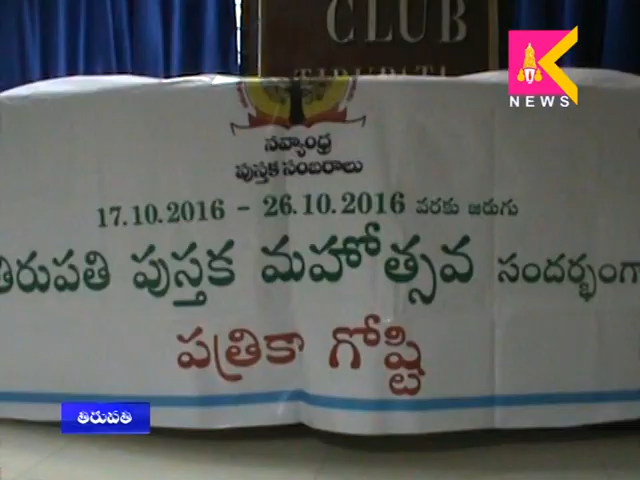 CLUB
TIRUPATI
K
NEWS
నవ్యాంధ్ర
పుస్తక సంబరాలు
17.10.2016 - 26.10.2016 వరకు జరుగు
తిరుపతి పుస్తక మహోత్సవ సందర్భంగా
పత్రికా గోష్టి
తిరుపతి